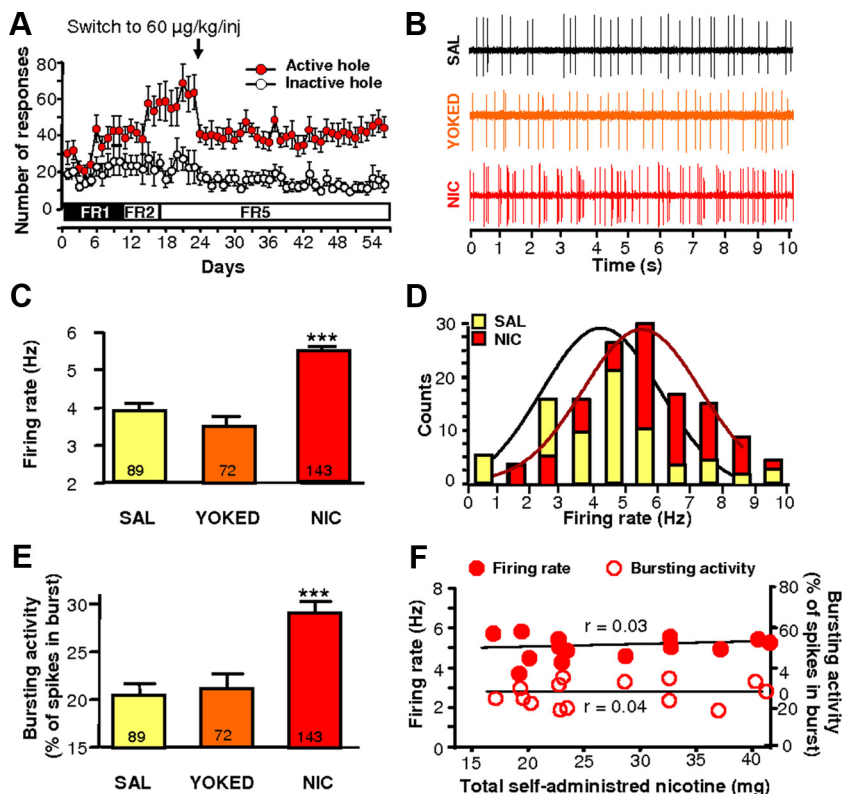 A
Switch to 60 µg/kg/inj
Number of responses
80
60
40
20
0
Active hole
Inactive hole
FR1 FR2 FR5
0 6 12 18 24 30 36 42 48 54
Days
B
SAL
YOKED
NIC
0 1 2 3 4 5 6 7 8 9 10
Time (s)
C
Firing rate (Hz)
6
5
4
3
2
***
89 72 143
SAL YOKED NIC
D
Counts
30
20
10
0
SAL
NIC
0 1 2 3 4 5 6 7 8 9 10
Firing rate (Hz)
E
Bursting activity
(% of spikes in burst)
30
25
20
15
***
89 72 143
SAL YOKED NIC
F
Firing rate Bursting activity
Firing rate (Hz)
8
6
4
2
0
r = 0.03
r = 0.04
80
60
4
0
20
0
Bursting activity
(% of spikes in burst)
15 20 25 30 35 40
Total self-administred nicotine (mg)